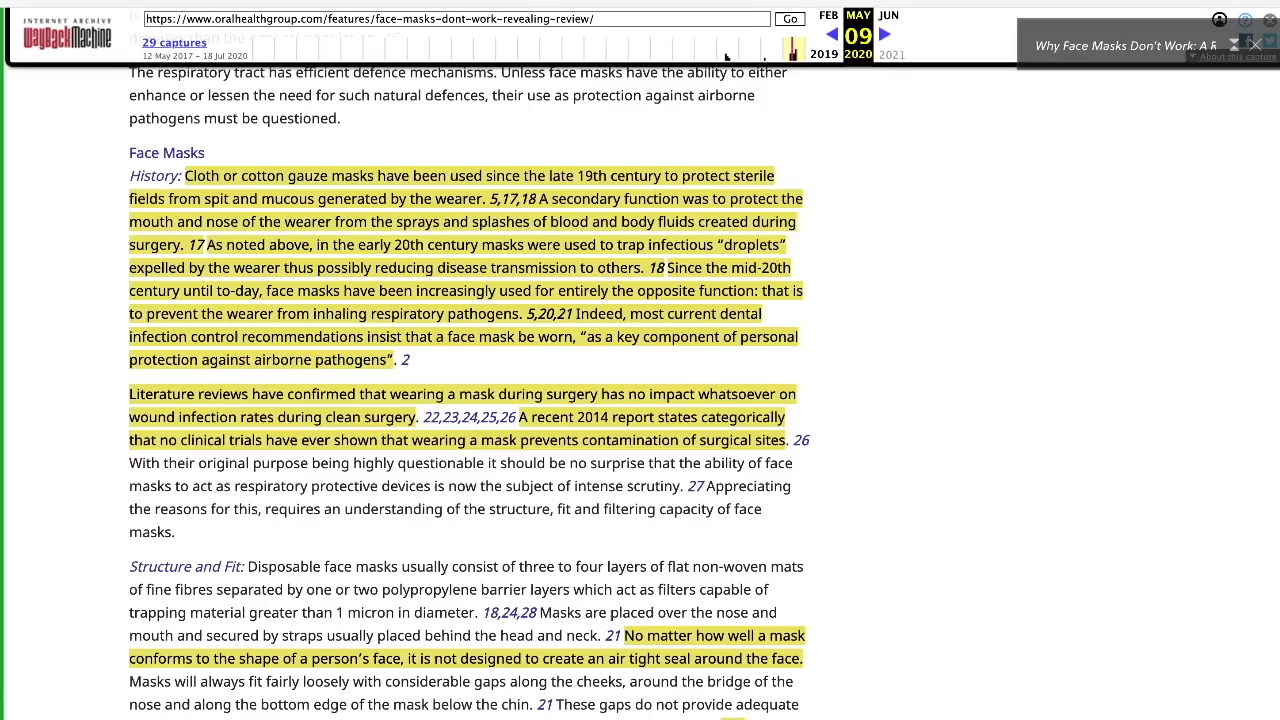 INTERNET ARCHIVE
WayBackMachine
https://www.oralhealthgroup.com/features/face-masks-dont-work-revealing-review/
Go
FEB MAY JUN
09
2019 2020 2021
29 captures
12 May 2017 – 18 Jul 2020
Why Face Masks Don't Work: A R
▼ About this capture
The respiratory tract has efficient defence mechanisms. Unless face masks have the ability to either
enhance or lessen the need for such natural defences, their use as protection against airborne
pathogens must be questioned.
Face Masks
History: Cloth or cotton gauze masks have been used since the late 19th century to protect sterile
fields from spit and mucous generated by the wearer. 5,17,18 A secondary function was to protect the
mouth and nose of the wearer from the sprays and splashes of blood and body fluids created during
surgery. 17 As noted above, in the early 20th century masks were used to trap infectious “droplets”
expelled by the wearer thus possibly reducing disease transmission to others. 18 Since the mid-20th
century until to-day, face masks have been increasingly used for entirely the opposite function: that is
to prevent the wearer from inhaling respiratory pathogens. 5,20,21 Indeed, most current dental
infection control recommendations insist that a face mask be worn, “as a key component of personal
protection against airborne pathogens”. 2
Literature reviews have confirmed that wearing a mask during surgery has no impact whatsoever on
wound infection rates during clean surgery. 22,23,24,25,26 A recent 2014 report states categorically
that no clinical trials have ever shown that wearing a mask prevents contamination of surgical sites. 26
With their original purpose being highly questionable it should be no surprise that the ability of face
masks to act as respiratory protective devices is now the subject of intense scrutiny. 27 Appreciating
the reasons for this, requires an understanding of the structure, fit and filtering capacity of face
masks.
Structure and Fit: Disposable face masks usually consist of three to four layers of flat non-woven mats
of fine fibres separated by one or two polypropylene barrier layers which act as filters capable of
trapping material greater than 1 micron in diameter. 18,24,28 Masks are placed over the nose and
mouth and secured by straps usually placed behind the head and neck. 21 No matter how well a mask
conforms to the shape of a person’s face, it is not designed to create an air tight seal around the face.
Masks will always fit fairly loosely with considerable gaps along the cheeks, around the bridge of the
nose and along the bottom edge of the mask below the chin. 21 These gaps do not provide adequate